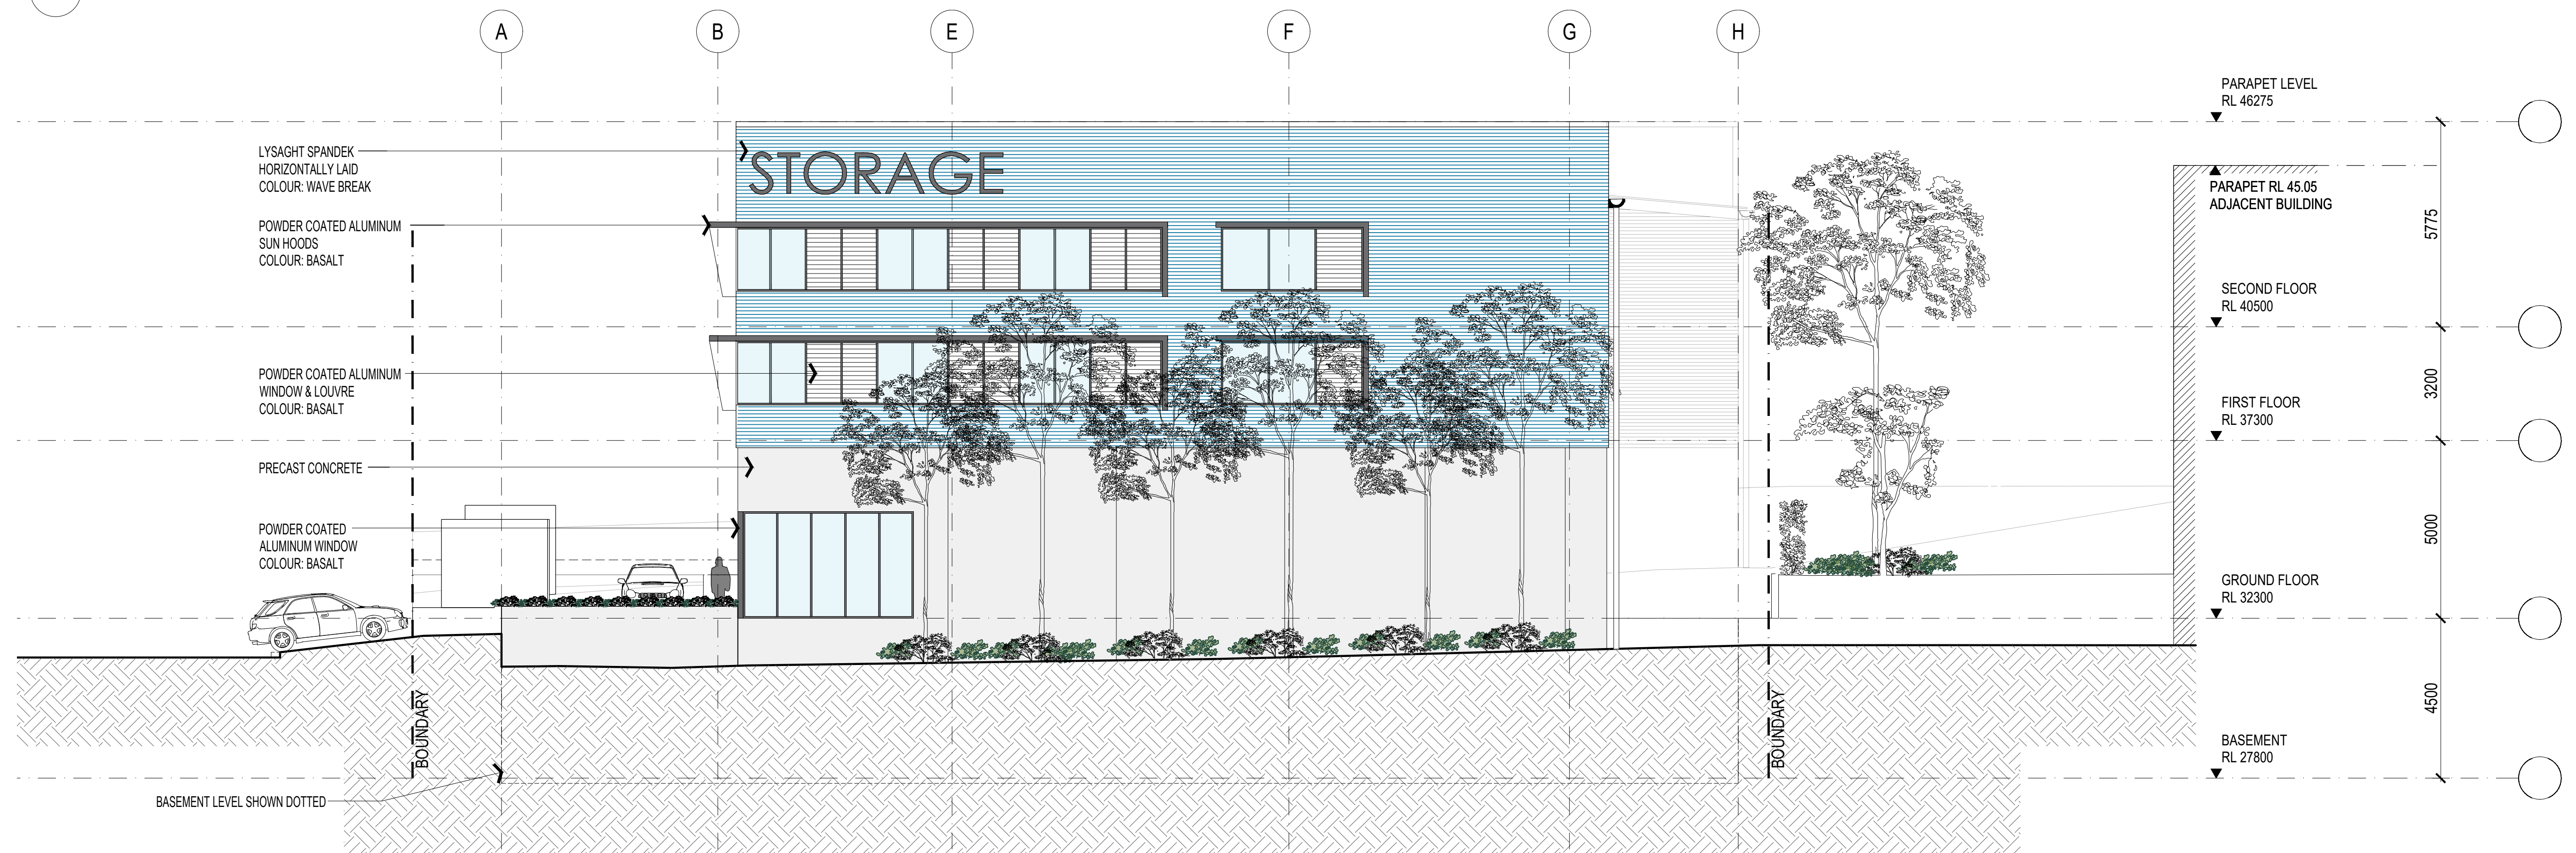 A
B
E
F
G
H
LYSAGHT SPANDEK
HORIZONTALLY LAID
COLOUR: WAVE BREAK
POWDER COATED ALUMINUM
SUN HOODS
COLOUR: BASALT
POWDER COATED ALUMINUM
WINDOW & LOUVRE
COLOUR: BASALT
PRECAST CONCRETE
POWDER COATED
ALUMINUM WINDOW
COLOUR: BASALT
BASEMENT LEVEL SHOWN DOTTED
BOUNDARY
STORAGE
BOUNDARY
PARAPET LEVEL
RL 46275
PARAPET RL 45.05
ADJACENT BUILDING
SECOND FLOOR
RL 40500
FIRST FLOOR
RL 37300
GROUND FLOOR
RL 32300
BASEMENT
RL 27800
5775
3200
5000
4500